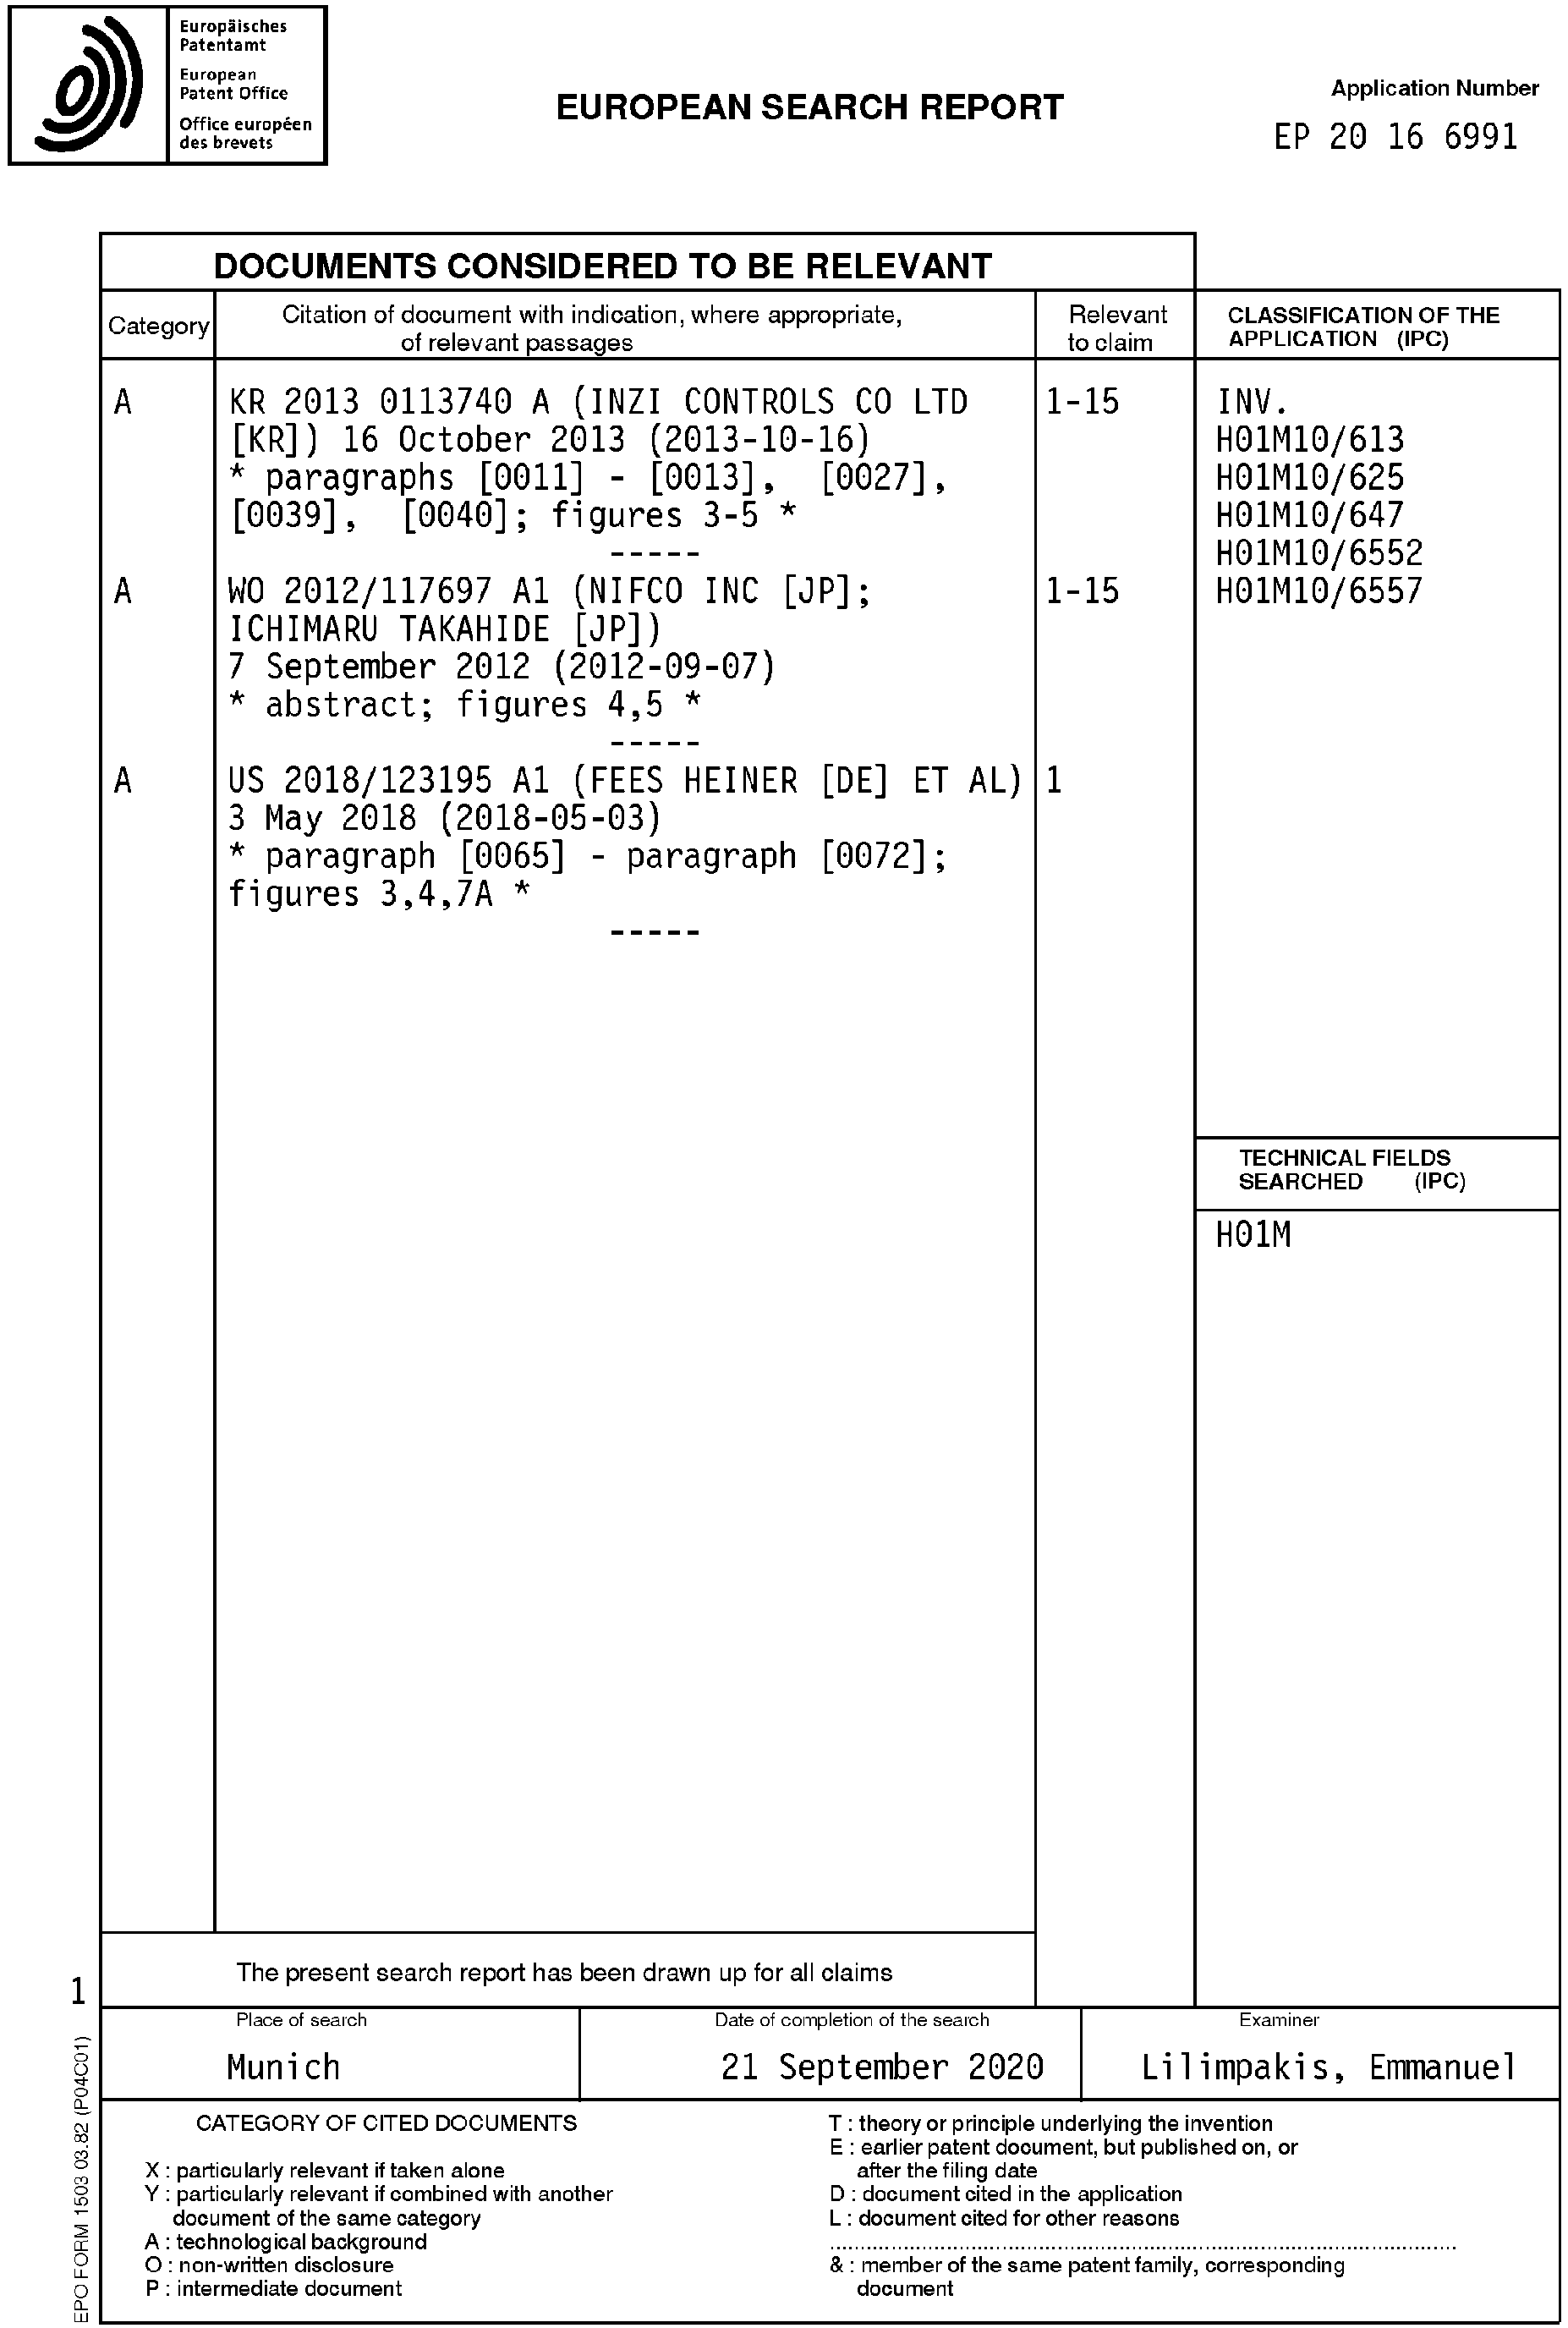 Europäisches
Patentamt
European
Patent Office
Office européen
des brevets
EUROPEAN SEARCH REPORT
Application Number
EP 20 16 6991
DOCUMENTS CONSIDERED TO BE RELEVANT
Category
Citation of document with indication, where appropriate,
of relevant passages
Relevant
to claim
CLASSIFICATION OF THE
APPLICATION (IPC)
A
KR 2013 0113740 A (INZI CONTROLS CO LTD
[KR]) 16 October 2013 (2013-10-16)
* paragraphs [0011] - [0013], [0027],
[0039], [0040]; figures 3-5 *
-----
1-15
A
WO 2012/117697 A1 (NIFCO INC [JP];
ICHIMARU TAKAHIDE [JP])
7 September 2012 (2012-09-07)
* abstract; figures 4,5 *
-----
1-15
A
US 2018/123195 A1 (FEES HEINER [DE] ET AL)
3 May 2018 (2018-05-03)
* paragraph [0065] - paragraph [0072];
figures 3,4,7A *
-----
1
INV.
H01M10/613
H01M10/625
H01M10/647
H01M10/6552
H01M10/6557
TECHNICAL FIELDS
SEARCHED (IPC)
H01M
The present search report has been drawn up for all claims
Place of search
Munich
Date of completion of the search
21 September 2020
Examiner
Lilimpakis, Emmanuel
CATEGORY OF CITED DOCUMENTS
X : particularly relevant if taken alone
Y : particularly relevant if combined with another
document of the same category
A : technological background
O : non-written disclosure
P : intermediate document
T : theory or principle underlying the invention
E : earlier patent document, but published on, or
after the filing date
D : document cited in the application
L : document cited for other reasons
& : member of the same patent family, corresponding
document
1
EPO FORM 1503 03.82 (P04C01)